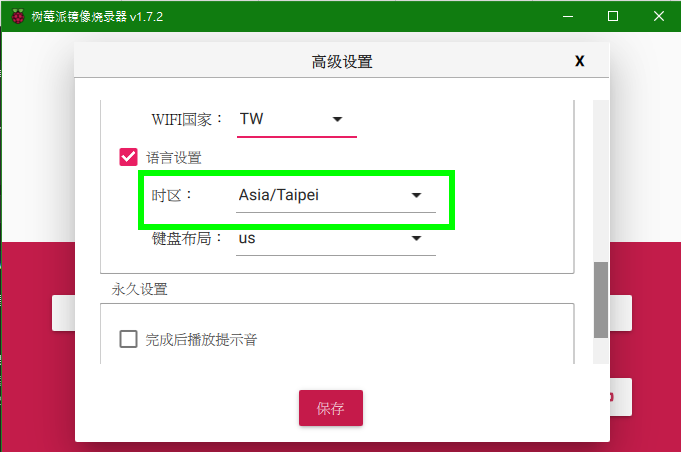 树莓派镜像烧录器 v1.7.2
高级设置
X
WIFI国家： TW
语言设置
时区： Asia/Taipei
键盘布局： us
永久设置
完成后播放提示音
保存